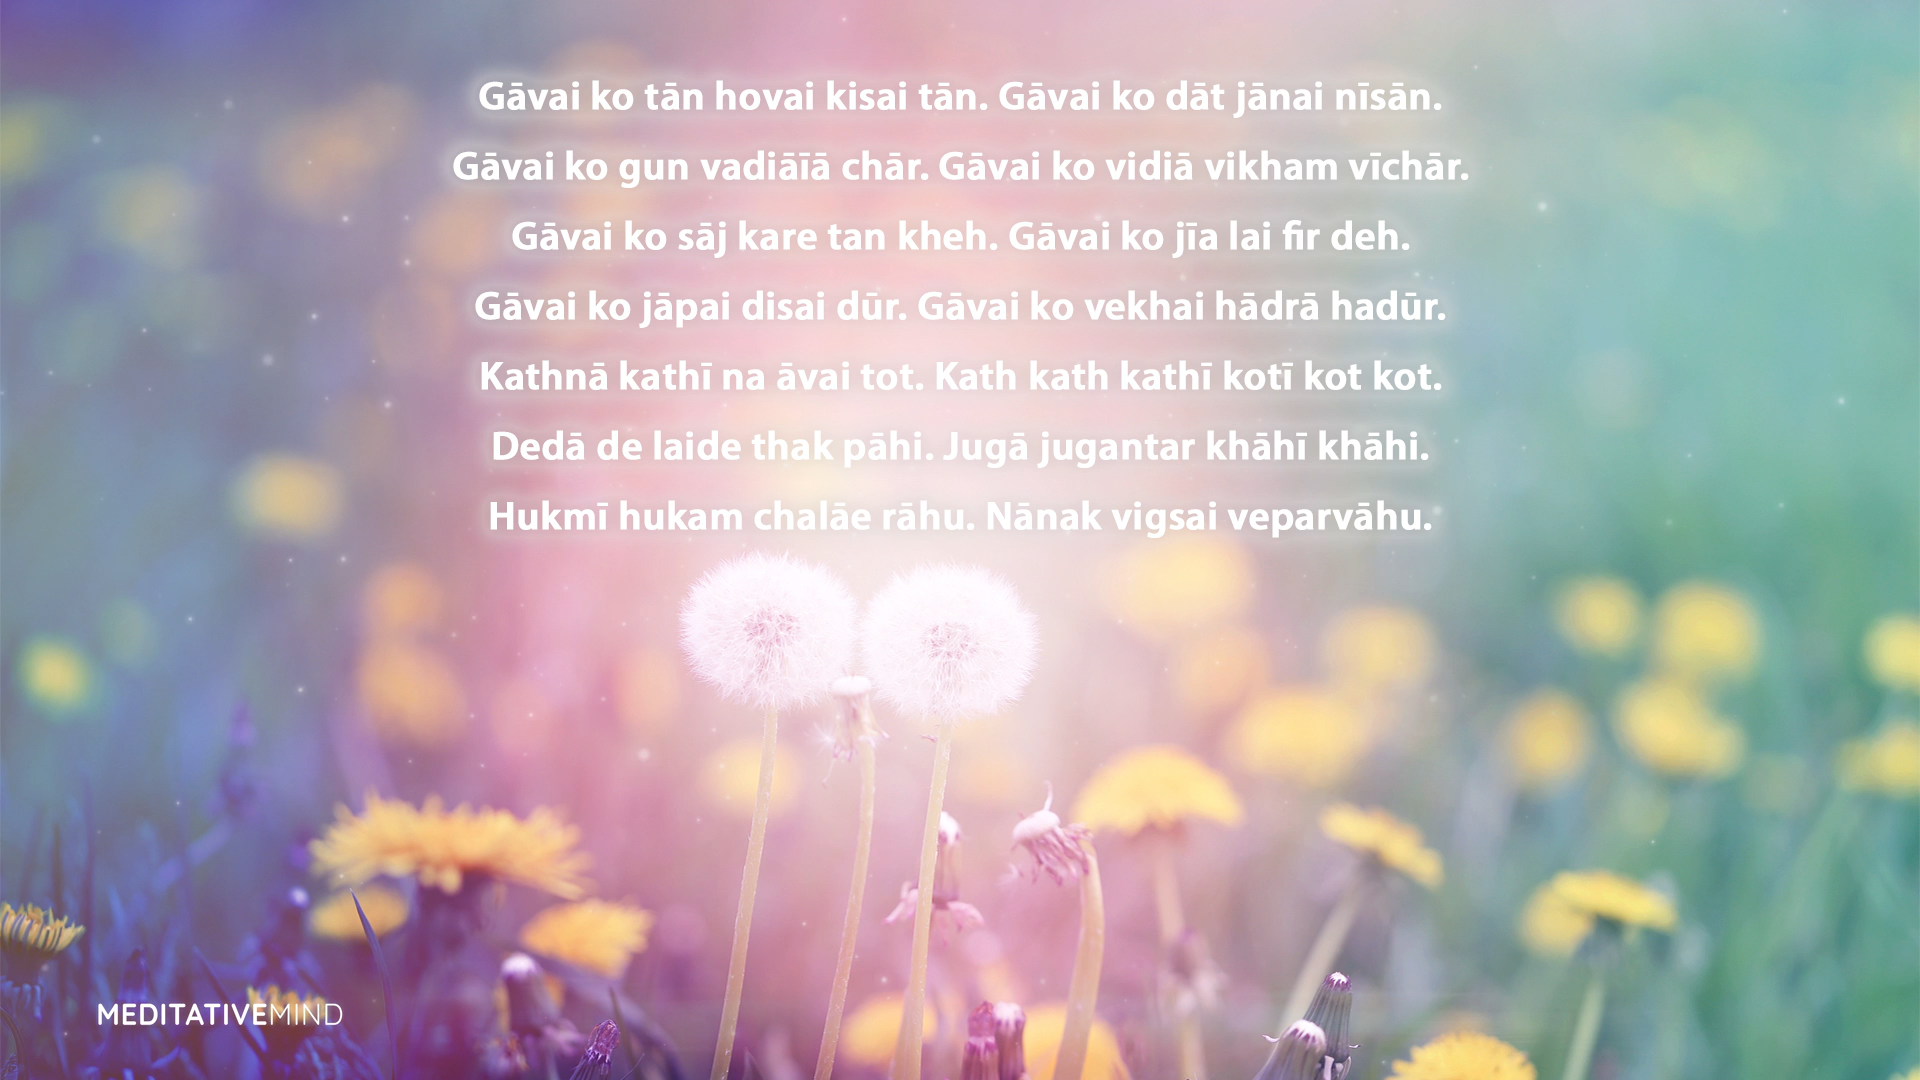 Gāvai ko tān hovai kisai tān. Gāvai ko dāt jānai nīsān.
Gāvai ko gun vadiāīā chār. Gāvai ko vidiā vikham vīchār.
Gāvai ko sāj kare tan kheh. Gāvai ko jīa lai fir deh.
Gāvai ko jāpai disai dūr. Gāvai ko vekhai hādrā hadūr.
Kathnā kathī na āvai tot. Kath kath kathī kotī kot kot.
Dedā de laide thak pāhi. Jugā jugantar khāhī khāhi.
Hukmī hukam chalāe rāhu. Nānak vigsai veparvāhu.
MEDITATIVEMIND